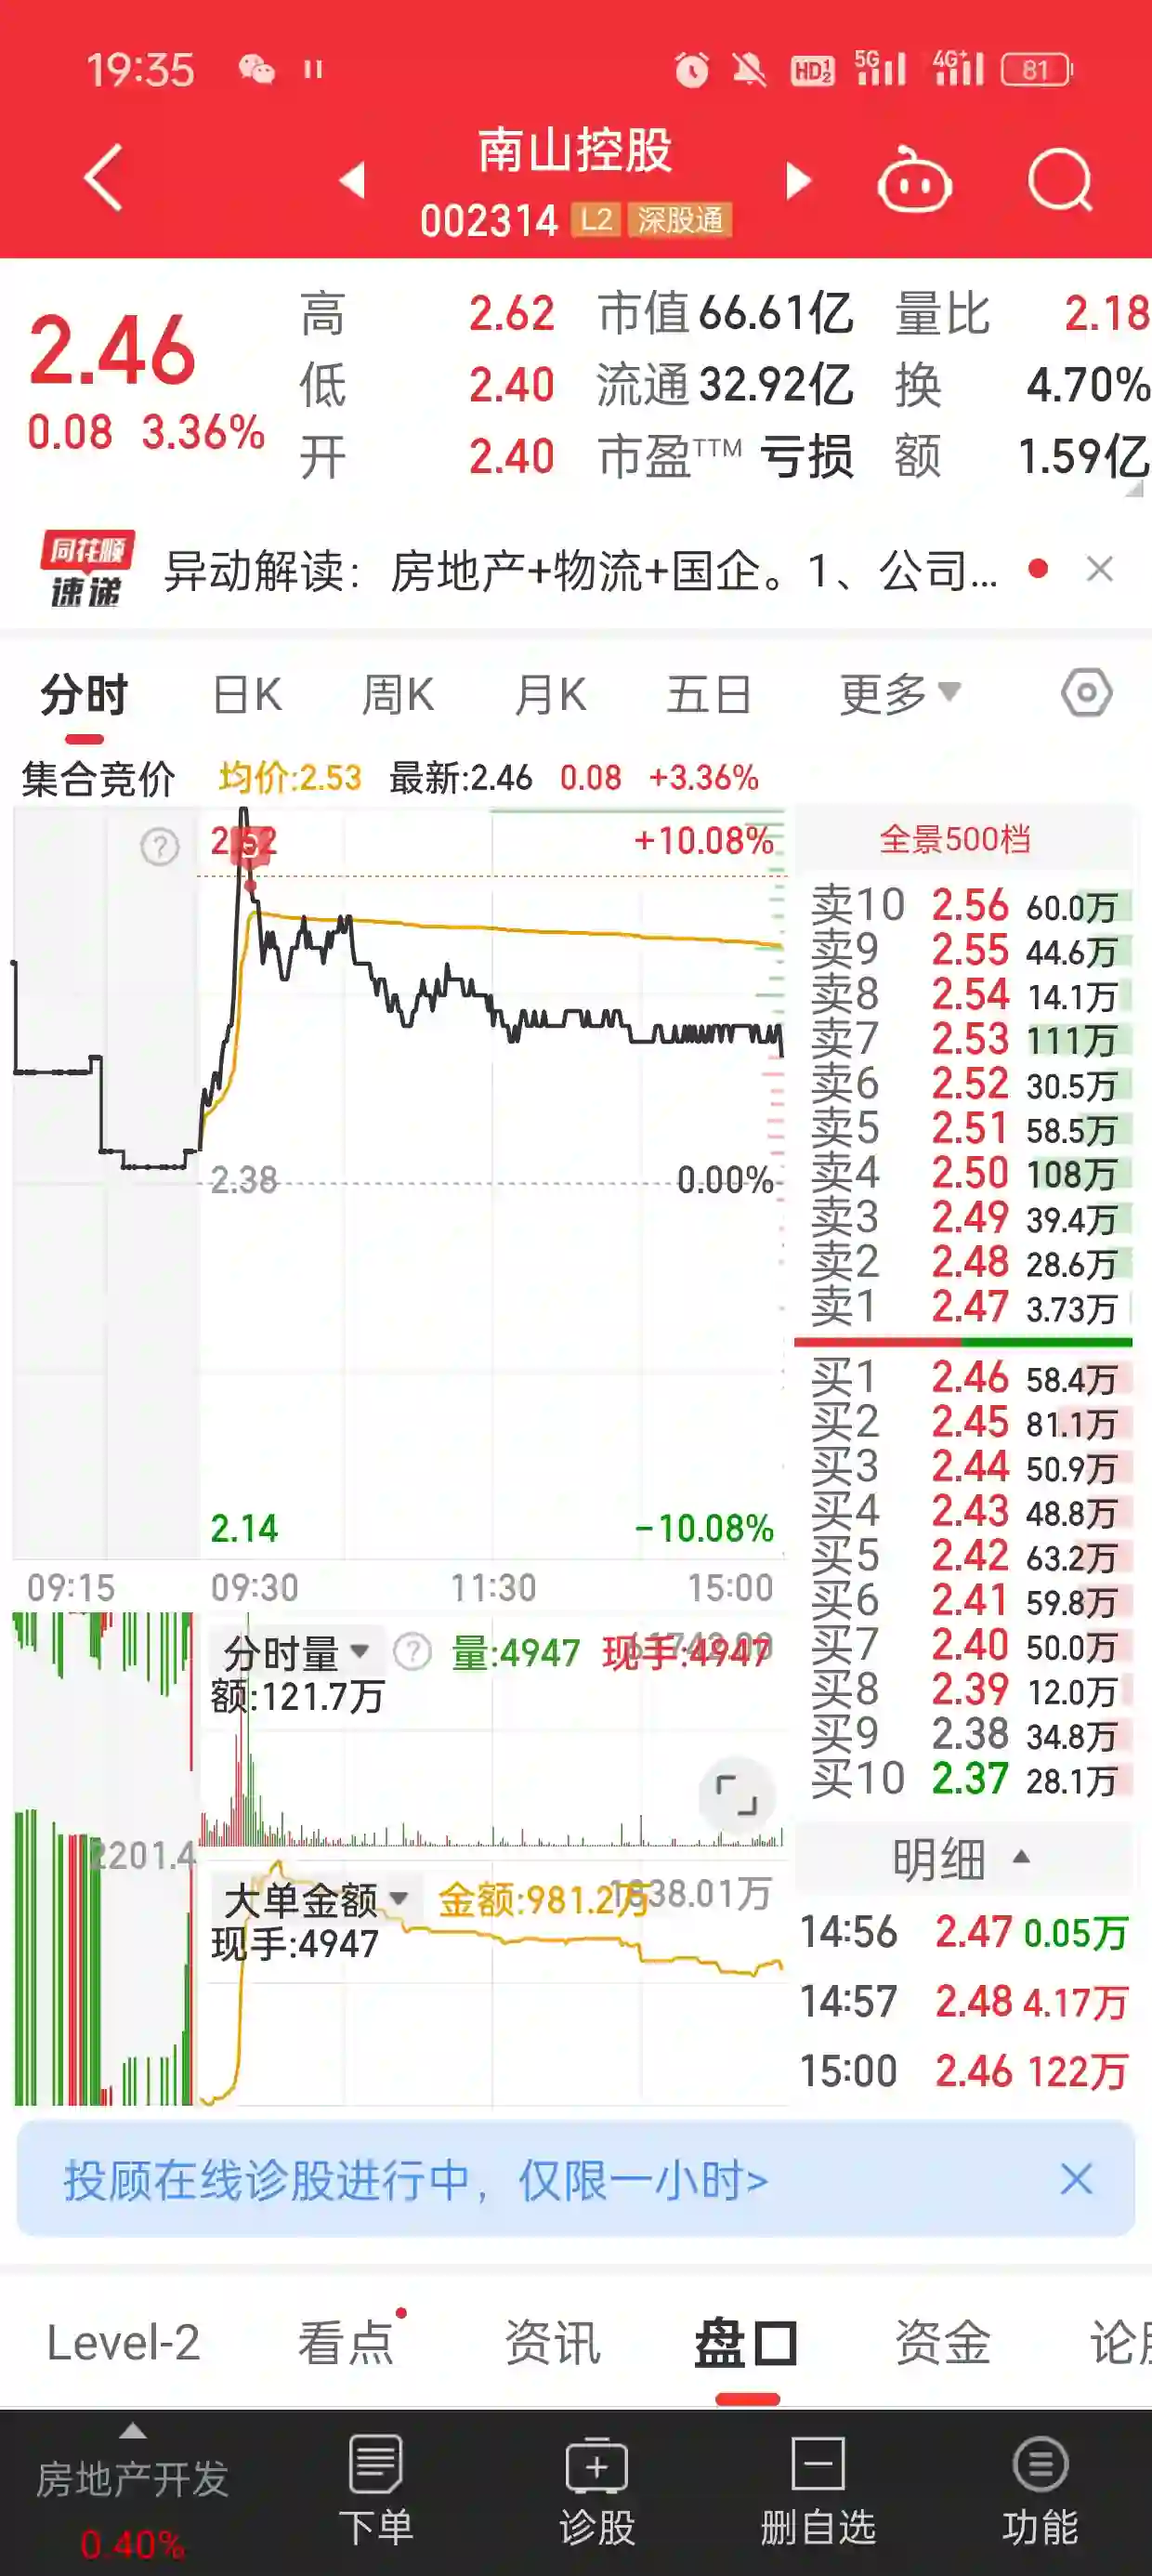 19:35 HD12 5G 4G+ 81
南山控股
002314 L2 深股通
2.46
0.08 3.36%
高 2.62 市值 66.61亿 量比 2.18
低 2.40 流通 32.92亿 换 4.70%
开 2.40 市盈TTM 亏损 额 1.59亿
同花顺
速递
异动解读：房地产+物流+国企。1、公司...
分时 日K 周K 月K 五日 更多
集合竞价 均价:2.53 最新:2.46 0.08 +3.36%
2.62 +10.08%
2.38 0.00%
2.14 -10.08%
09:15 09:30 11:30 15:00
分时量 ? 量:4947 现手:4947
额:121.7万
2201.4
大单金额 金额:981.2万 38.01万
现手:4947
全景500档
卖10 2.56 60.0万
卖9 2.55 44.6万
卖8 2.54 14.1万
卖7 2.53 111万
卖6 2.52 30.5万
卖5 2.51 58.5万
卖4 2.50 108万
卖3 2.49 39.4万
卖2 2.48 28.6万
卖1 2.47 3.73万
买1 2.46 58.4万
买2 2.45 81.1万
买3 2.44 50.9万
买4 2.43 48.8万
买5 2.42 63.2万
买6 2.41 59.8万
买7 2.40 50.0万
买8 2.39 12.0万
买9 2.38 34.8万
买10 2.37 28.1万
明细
14:56 2.47 0.05万
14:57 2.48 4.17万
15:00 2.46 122万
投顾在线诊股进行中，仅限一小时>
Level-2 看点 资讯 盘口 资金 论
房地产开发
0.40%
下单 诊股 删自选 功能